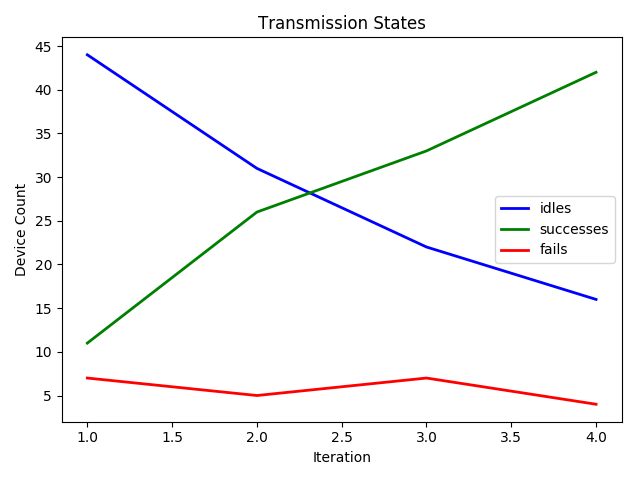 Transmission States
45
40
35
30
25
20
15
10
5
Device Count
idles
successes
fails
1.0 1.5 2.0 2.5 3.0 3.5 4.0
Iteration